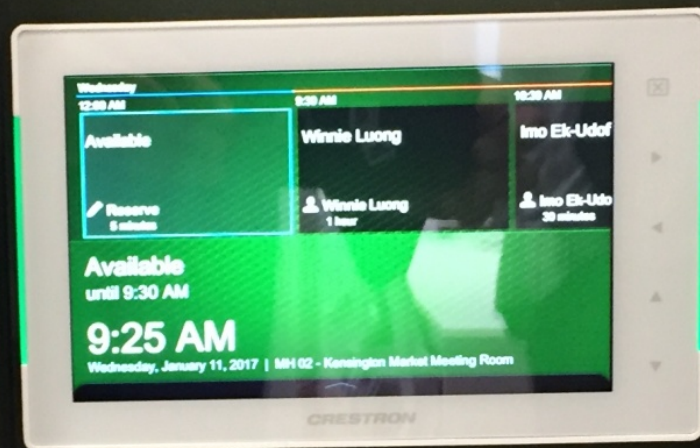 Wednesday
12:00 AM
9:30 AM
10:30 AM
Available
Winnie Luong
Imo Ek-Udof
Reserve
5 minutes
Winnie Luong
1 hour
Imo Ek-Udo
30 minutes
Available
until 9:30 AM
9:25 AM
Wednesday, January 11, 2017 | MH 02 - Kensington Market Meeting Room
CRESTRON